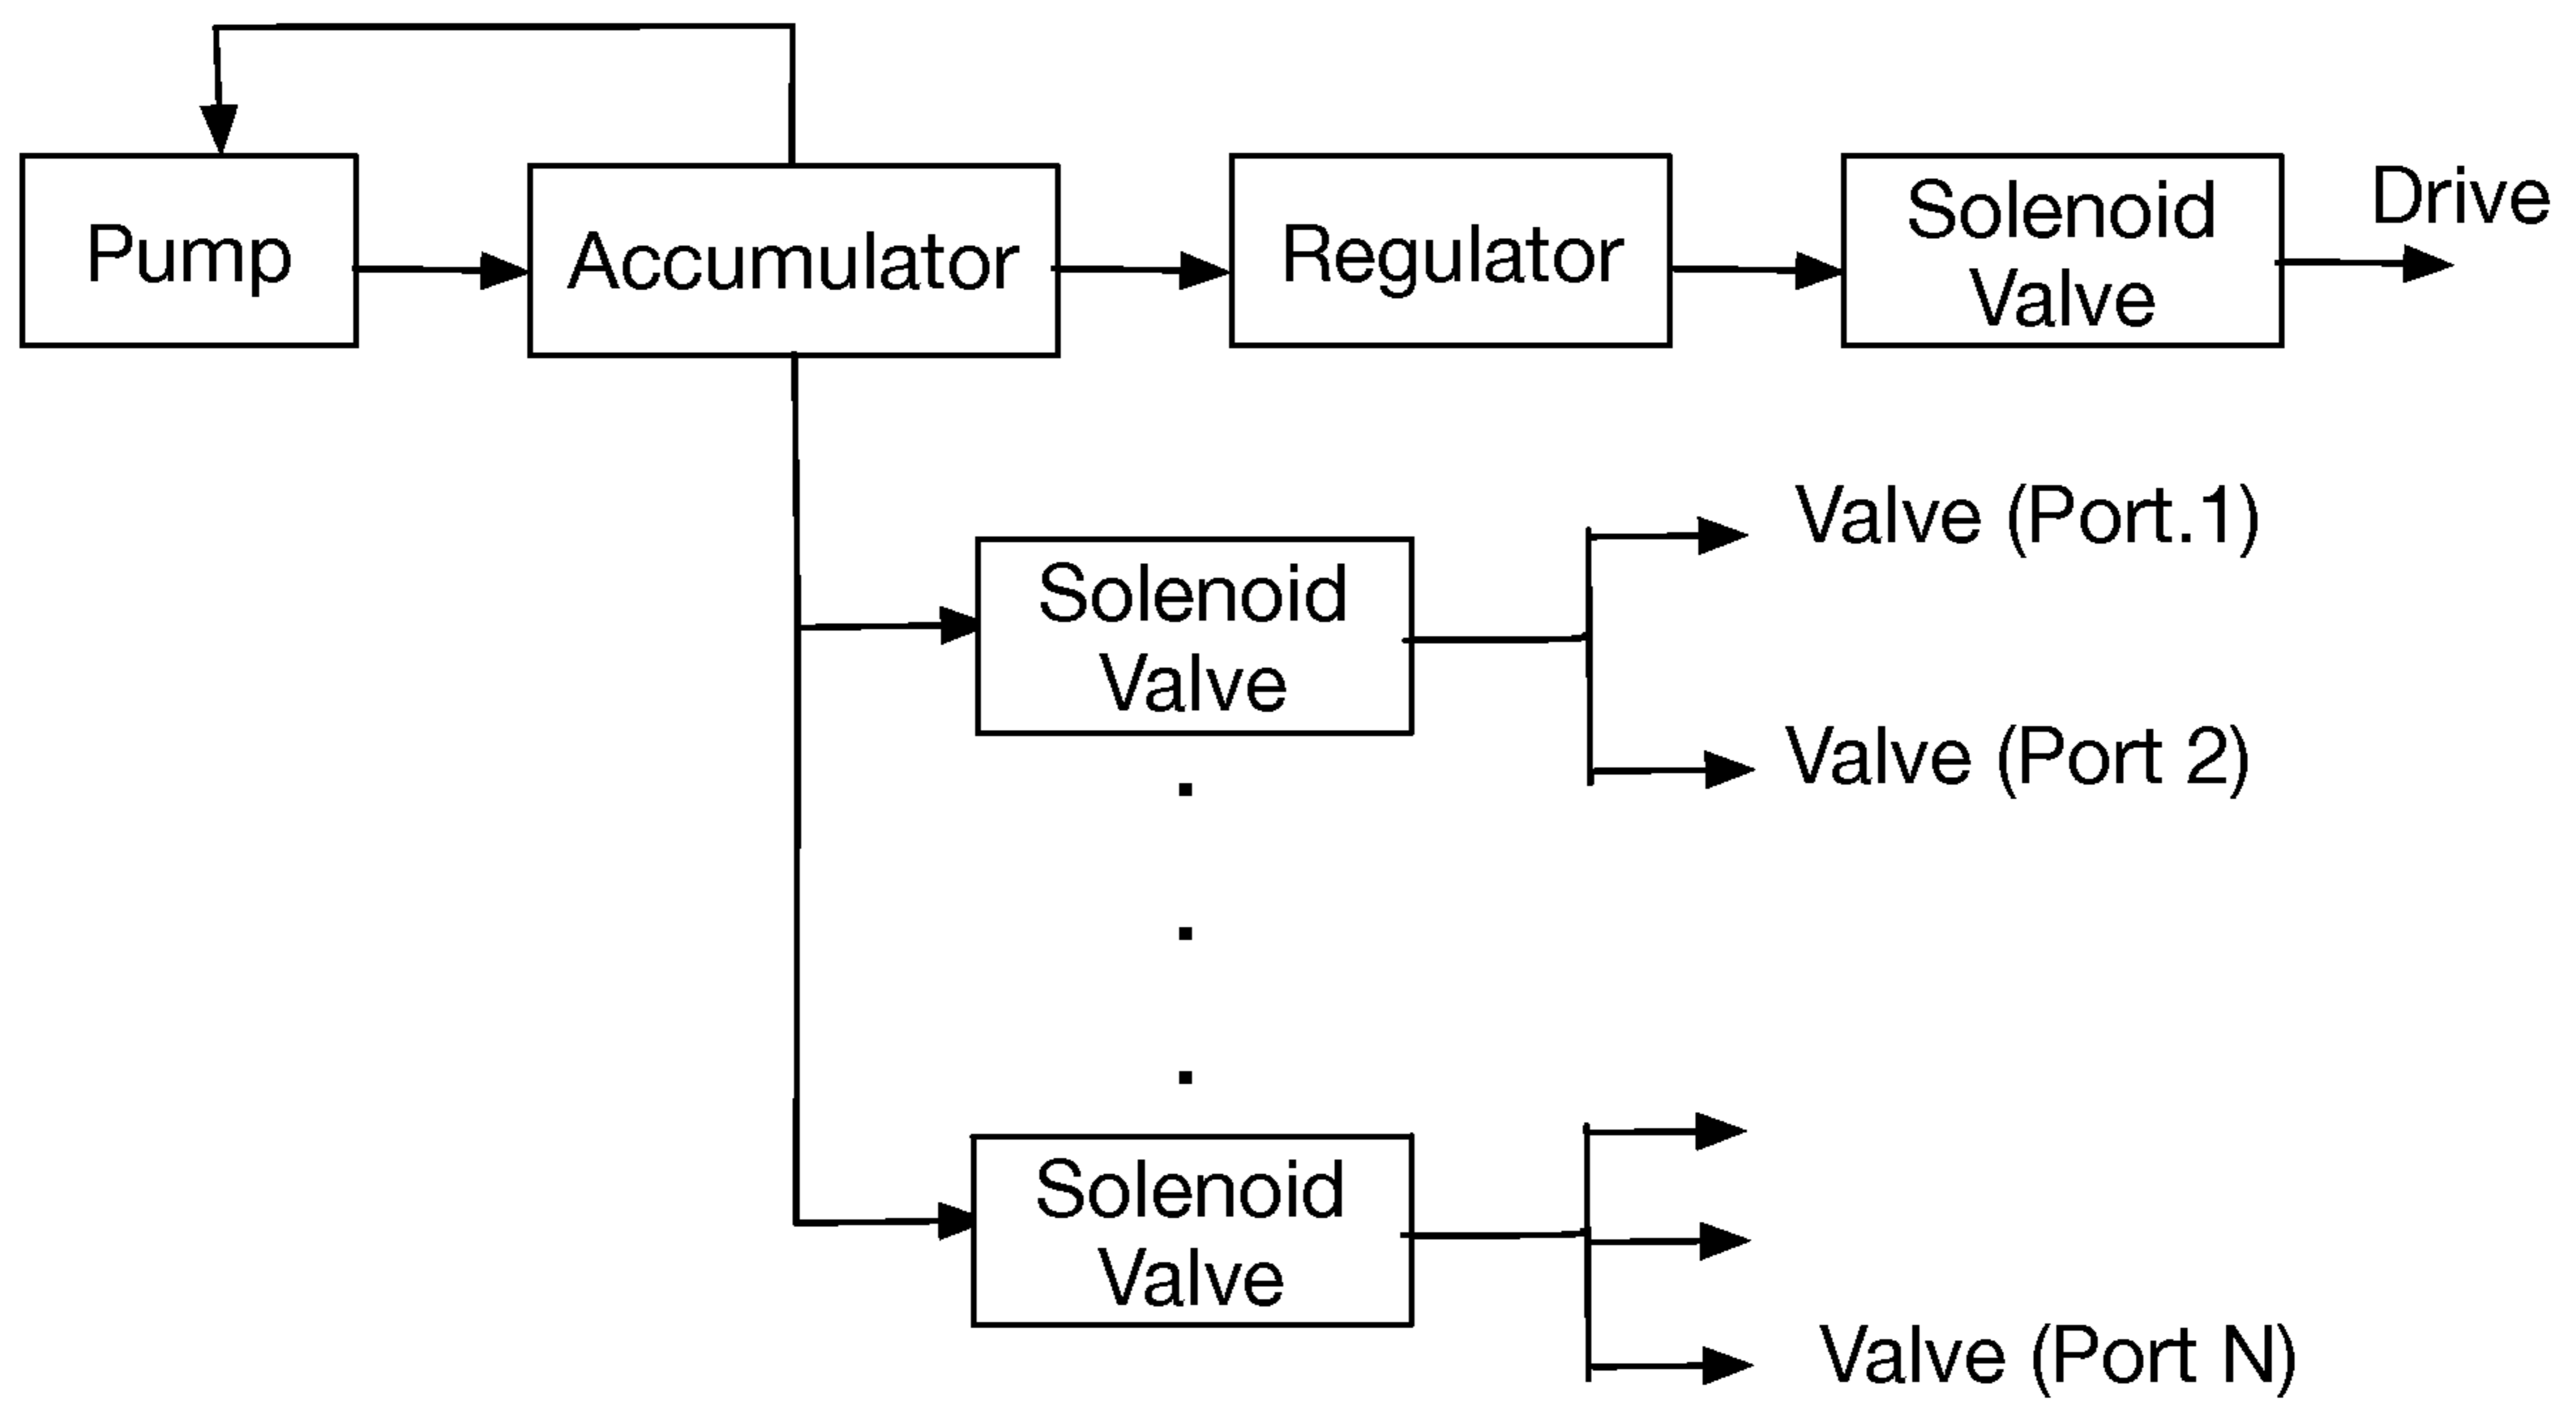 Pump
Accumulator
Regulator
Solenoid
Valve
Drive
Solenoid
Valve
Valve (Port.1)
Valve (Port 2)
Solenoid
Valve
Valve (Port N)